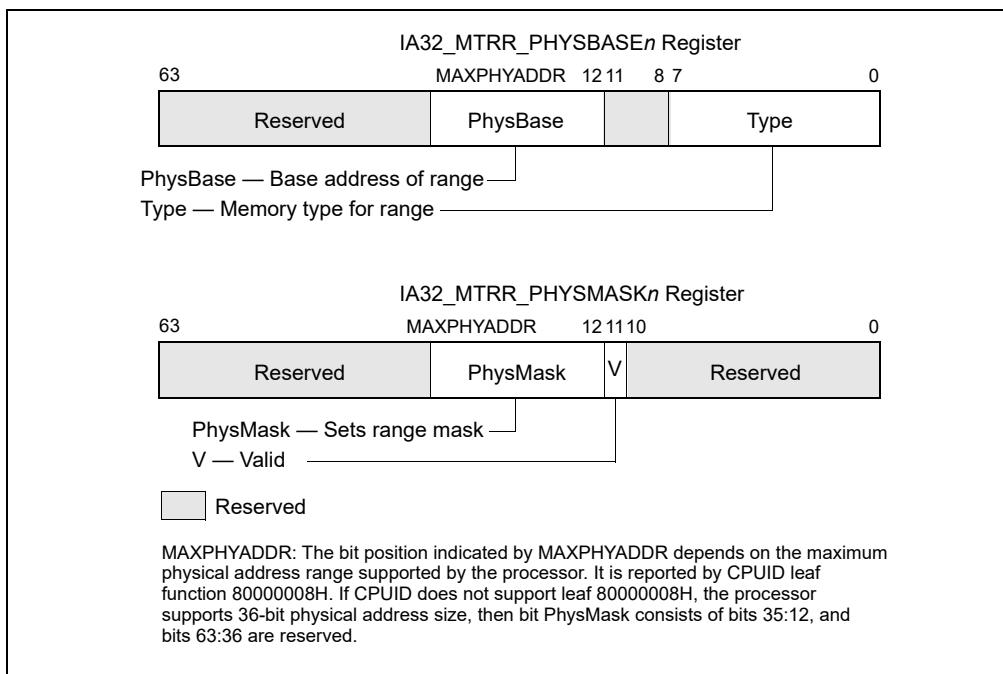 IA32_MTRR_PHYSBASEn Register
63 MAXPHYADDR 12 11 8 7 0
Reserved PhysBase Type
PhysBase — Base address of range
Type — Memory type for range
IA32_MTRR_PHYSMASKn Register
63 MAXPHYADDR 12 11 10 0
Reserved PhysMask V Reserved
PhysMask — Sets range mask
V — Valid
Reserved
MAXPHYADDR: The bit position indicated by MAXPHYADDR depends on the maximum
physical address range supported by the processor. It is reported by CPUID leaf
function 80000008H. If CPUID does not support leaf 80000008H, the processor
supports 36-bit physical address size, then bit PhysMask consists of bits 35:12, and
bits 63:36 are reserved.